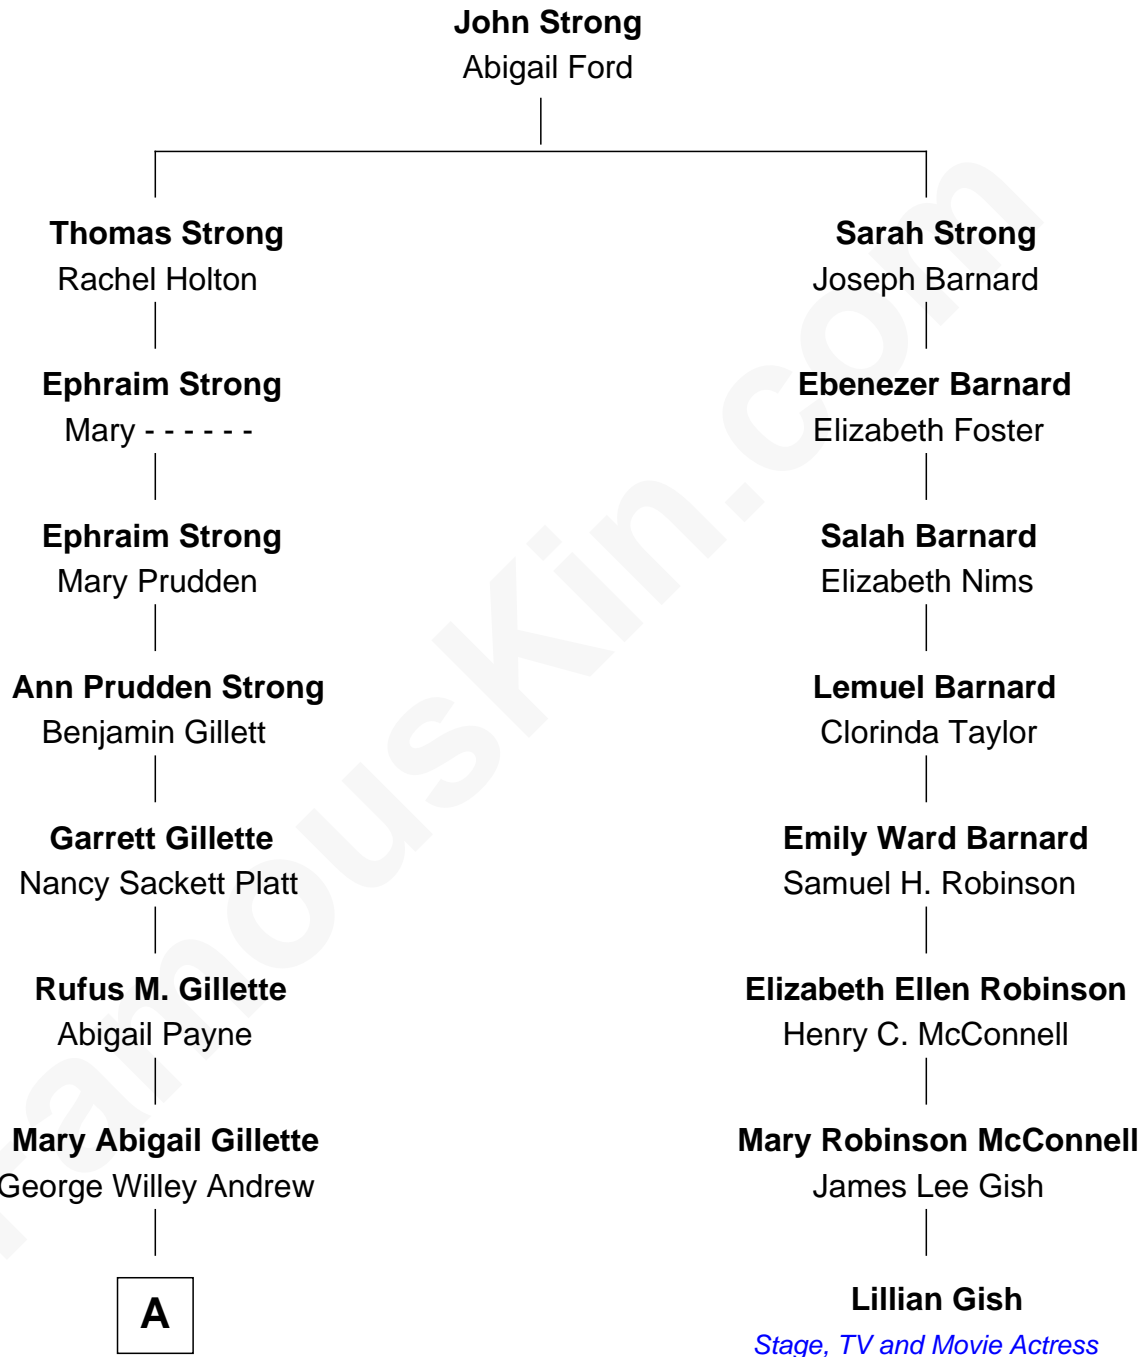 John Strong
Abigail Ford
Thomas Strong
Rachel Holton
Sarah Strong
Joseph Barnard
Ephraim Strong
Mary - - - - - -
Ebenezer Barnard
Elizabeth Foster
Ephraim Strong
Mary Prudden
Salah Barnard
Elizabeth Nims
Ann Prudden Strong
Benjamin Gillett
Lemuel Barnard
Clorinda Taylor
Garrett Gillette
Nancy Sackett Platt
Emily Ward Barnard
Samuel H. Robinson
Rufus M. Gillette
Abigail Payne
Elizabeth Ellen Robinson
Henry C. McConnell
Mary Abigail Gillette
George Willey Andrew
Mary Robinson McConnell
James Lee Gish
A
Lillian Gish
Stage, TV and Movie Actress
FamousKin.com